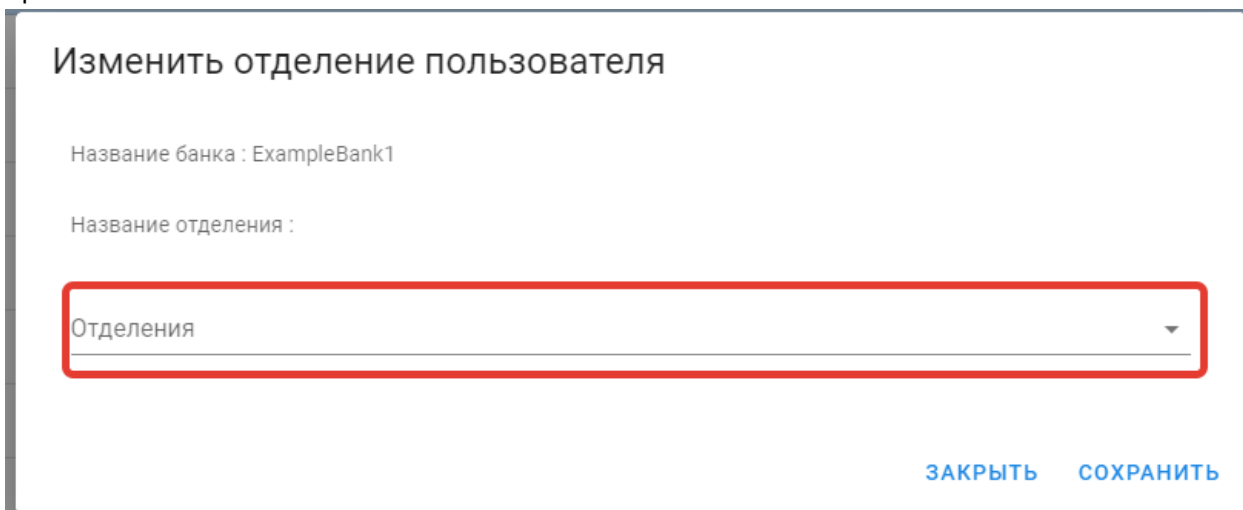 Изменить отделение пользователя
Название банка : ExampleBank1
Название отделения :
Отделения
ЗАКРЫТЬ СОХРАНИТЬ